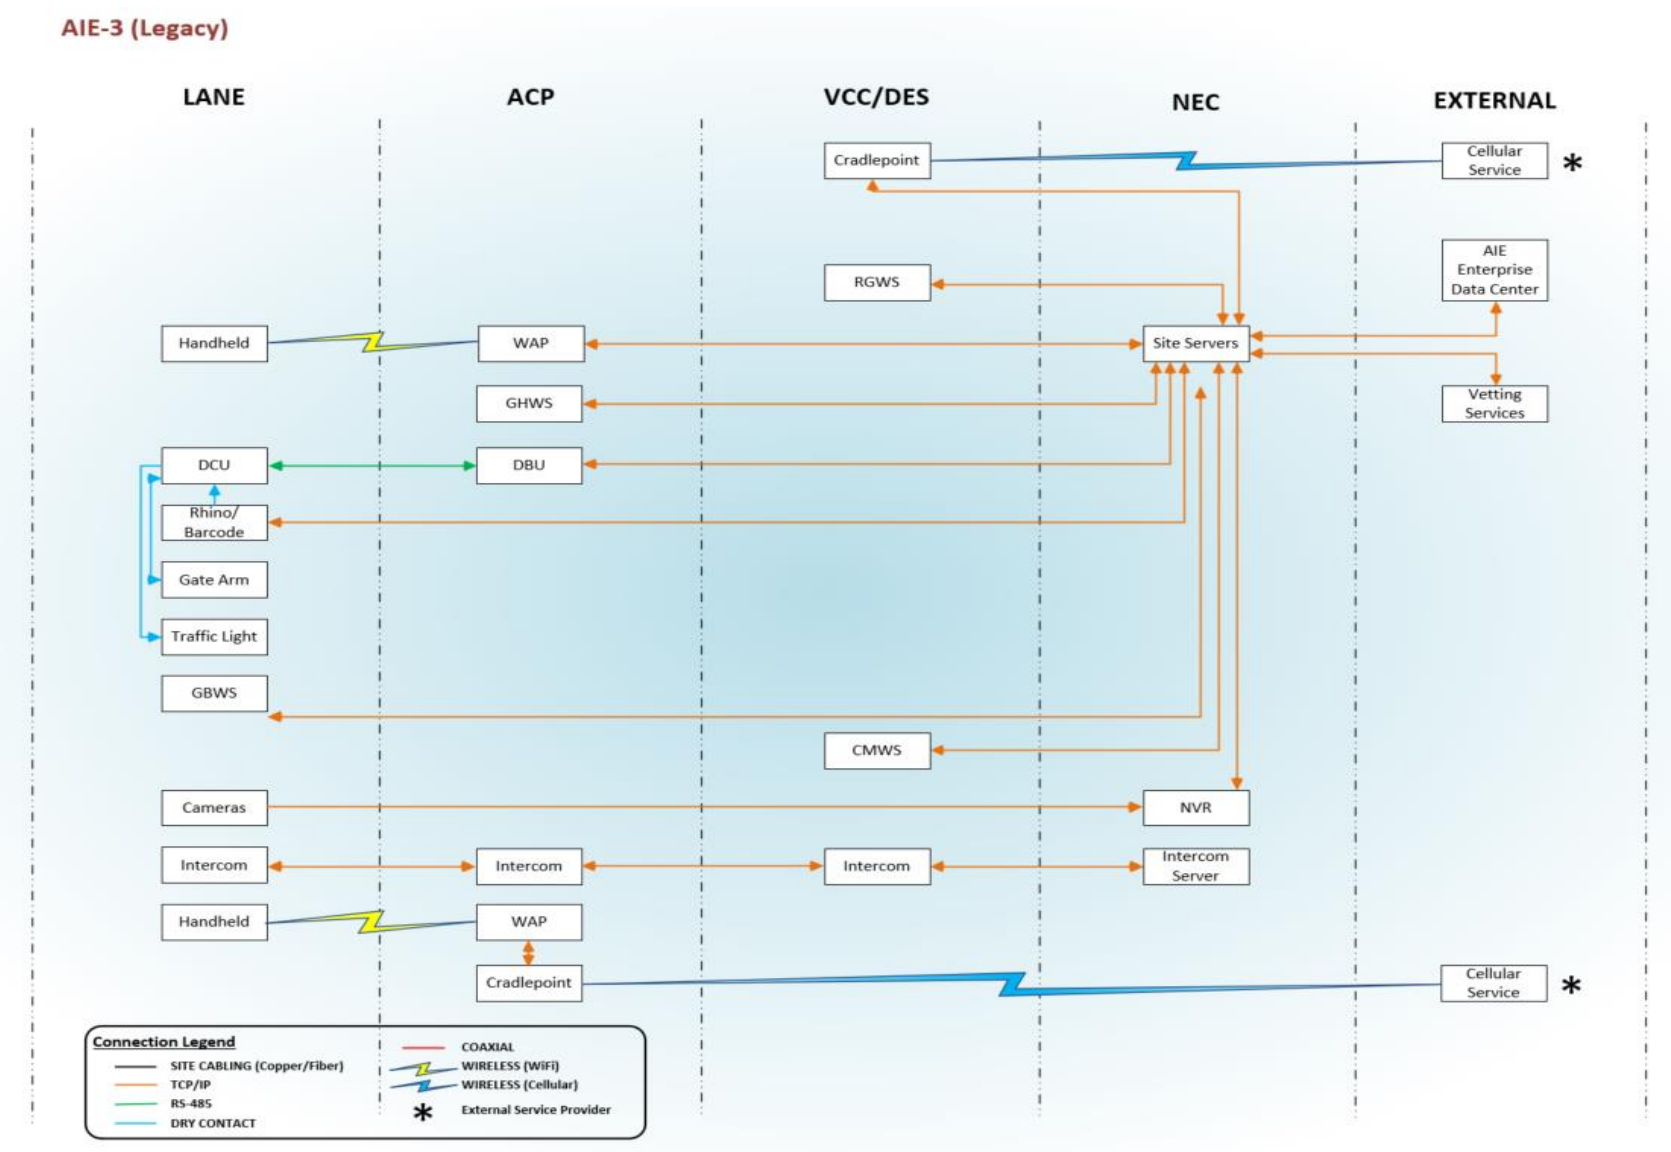 AIE-3 (Legacy)
LANE
ACP
VCC/DES
NEC
EXTERNAL
Cradlepoint
Cellular
Service
*
RGWS
AIE
Enterprise
Data Center
Handheld
WAP
Site Servers
GHWS
Vetting
Services
DCU
DBU
Rhino/
Barcode
Gate Arm
Traffic Light
GBWS
CMWS
Cameras
NVR
Intercom
Intercom
Intercom
Intercom
Server
Handheld
WAP
Cradlepoint
Cellular
Service
*
Connection Legend
SITE CABLING (Copper/Fiber)
TCP/IP
RS-485
DRY CONTACT
COAXIAL
WIRELESS (WiFi)
WIRELESS (Cellular)
* External Service Provider